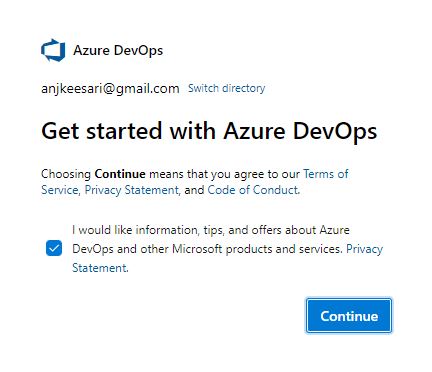 Azure DevOps
anjkeesari@gmail.com Switch directory
Get started with Azure DevOps
Choosing Continue means that you agree to our Terms of
Service, Privacy Statement, and Code of Conduct.
I would like information, tips, and offers about Azure
DevOps and other Microsoft products and services. Privacy
Statement.
Continue